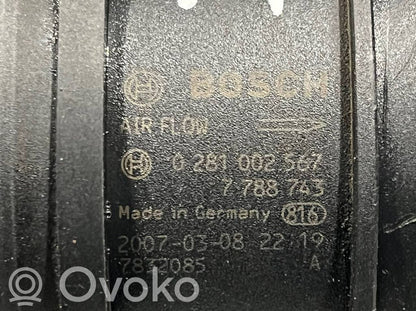 BOSCH
AIR FLOW
0 281 002 567
7 788 743
Made in Germany 816
2007-03-08 22:19
7832085 A
OVOKO